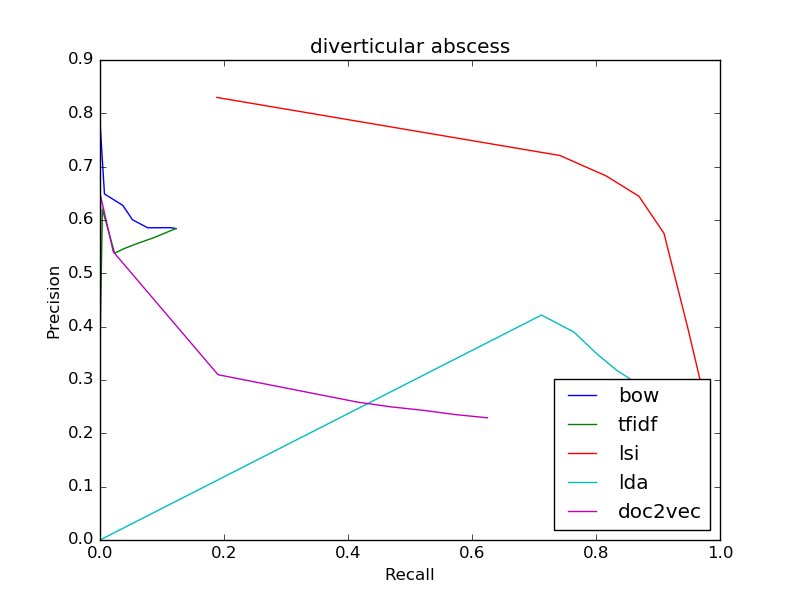 diverticular abscess
0.9
0.8
0.7
0.6
0.5
0.4
0.3
0.2
0.1
0.0
Precision
bow
tfidf
lsi
lda
doc2vec
0.0 0.2 0.4 0.6 0.8 1.0
Recall